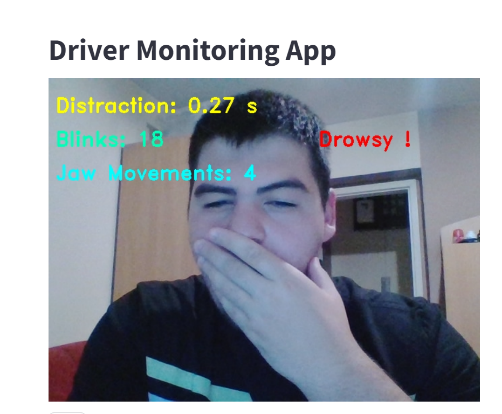 Driver Monitoring App
Distraction: 0.27 s
Blinks: 18
Drowsy !
Jaw Movements: 4